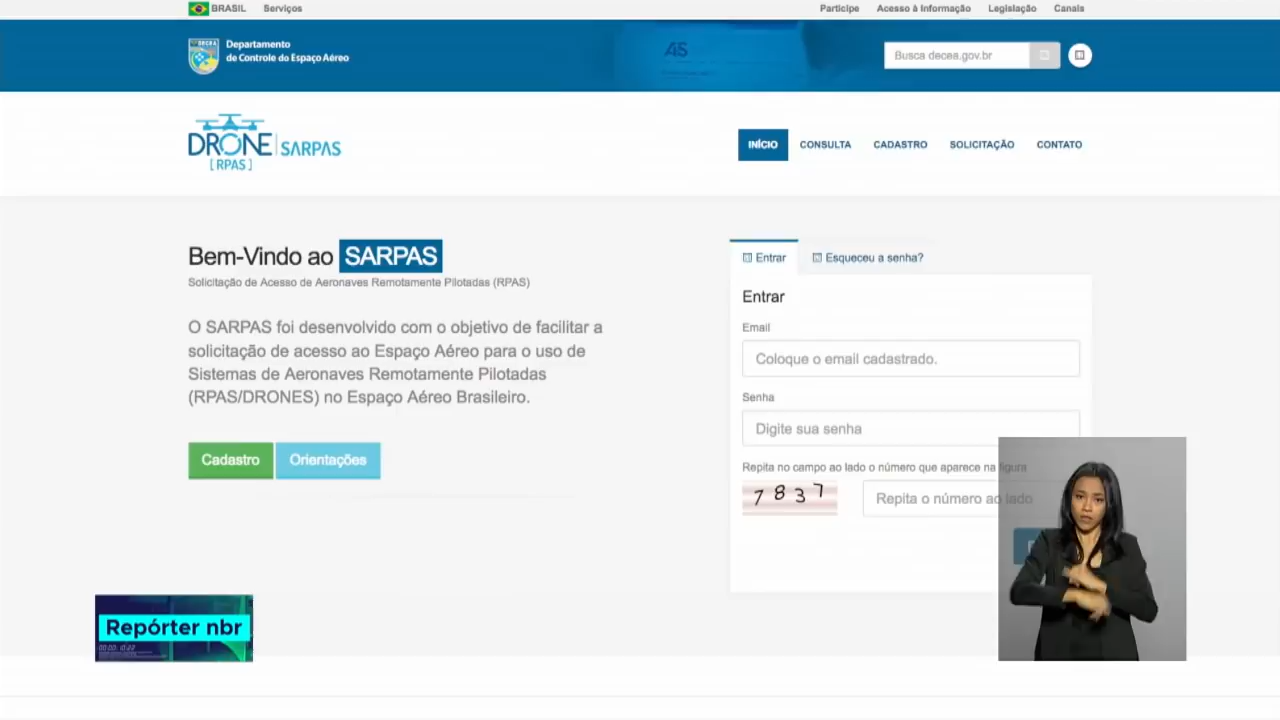 BRASIL Serviços Participe Acesso à Informação Legislação Canais
Departamento
de Controle do Espaço Aéreo
Busca decea.gov.br
DRONE SARPAS
[RPAS]
INÍCIO CONSULTA CADASTRO SOLICITAÇÃO CONTATO
Bem-Vindo ao SARPAS
Solicitação de Acesso de Aeronaves Remotamente Pilotadas (RPAS)
O SARPAS foi desenvolvido com o objetivo de facilitar a
solicitação de acesso ao Espaço Aéreo para o uso de
Sistemas de Aeronaves Remotamente Pilotadas
(RPAS/DRONES) no Espaço Aéreo Brasileiro.
Cadastro Orientações
Entrar Esqueceu a senha?
Entrar
Email
Coloque o email cadastrado.
Senha
Digite sua senha
Repita no campo ao lado o número que aparece na figura
7 8 3 7
Repita o número ao lado
Repórter nbr